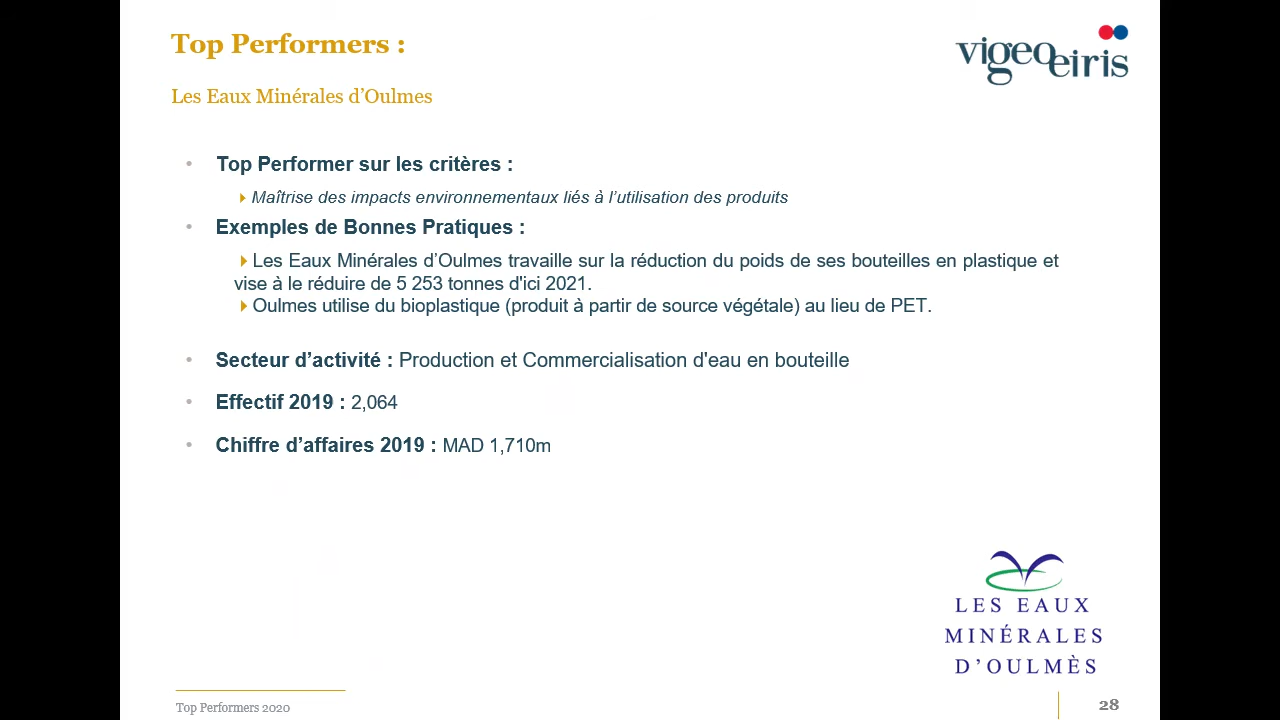 Top Performers :
vigeoeiris
Les Eaux Minérales d’Oulmes
• Top Performer sur les critères :
Maîtrise des impacts environnementaux liés à l’utilisation des produits
• Exemples de Bonnes Pratiques :
Les Eaux Minérales d’Oulmes travaille sur la réduction du poids de ses bouteilles en plastique et
vise à le réduire de 5 253 tonnes d'ici 2021.
Oulmes utilise du bioplastique (produit à partir de source végétale) au lieu de PET.
• Secteur d’activité : Production et Commercialisation d'eau en bouteille
• Effectif 2019 : 2,064
• Chiffre d’affaires 2019 : MAD 1,710m
LES EAUX
MINÉRALES
D’OULMÈS
Top Performers 2020
28